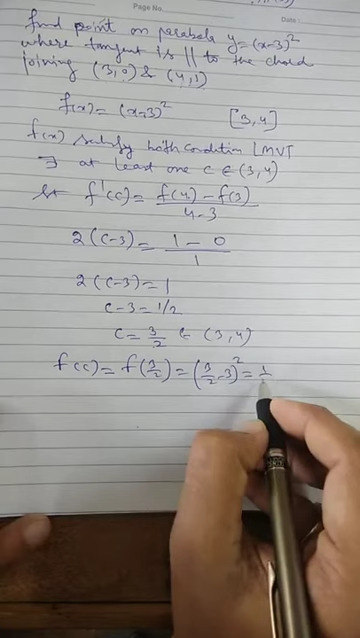 Page No.
Date:
find point on parabola y=(x-3)²
where tangent is || to the chord
joining (3,0) & (4,1)
f(x) = (x-3)² [3,4]
f(x) satisfy both condition LMVT
∃ at least one c ∈ (3,4)
st f'(c) = f(4) - f(3) / 4-3
2(c-3) = 1 - 0 / 1
2(c-3) = 1
c-3 = 1/2
c = 3/2 ∈ (3,4)
f(c) = f(3/2) = (3/2 - 3)² = 1